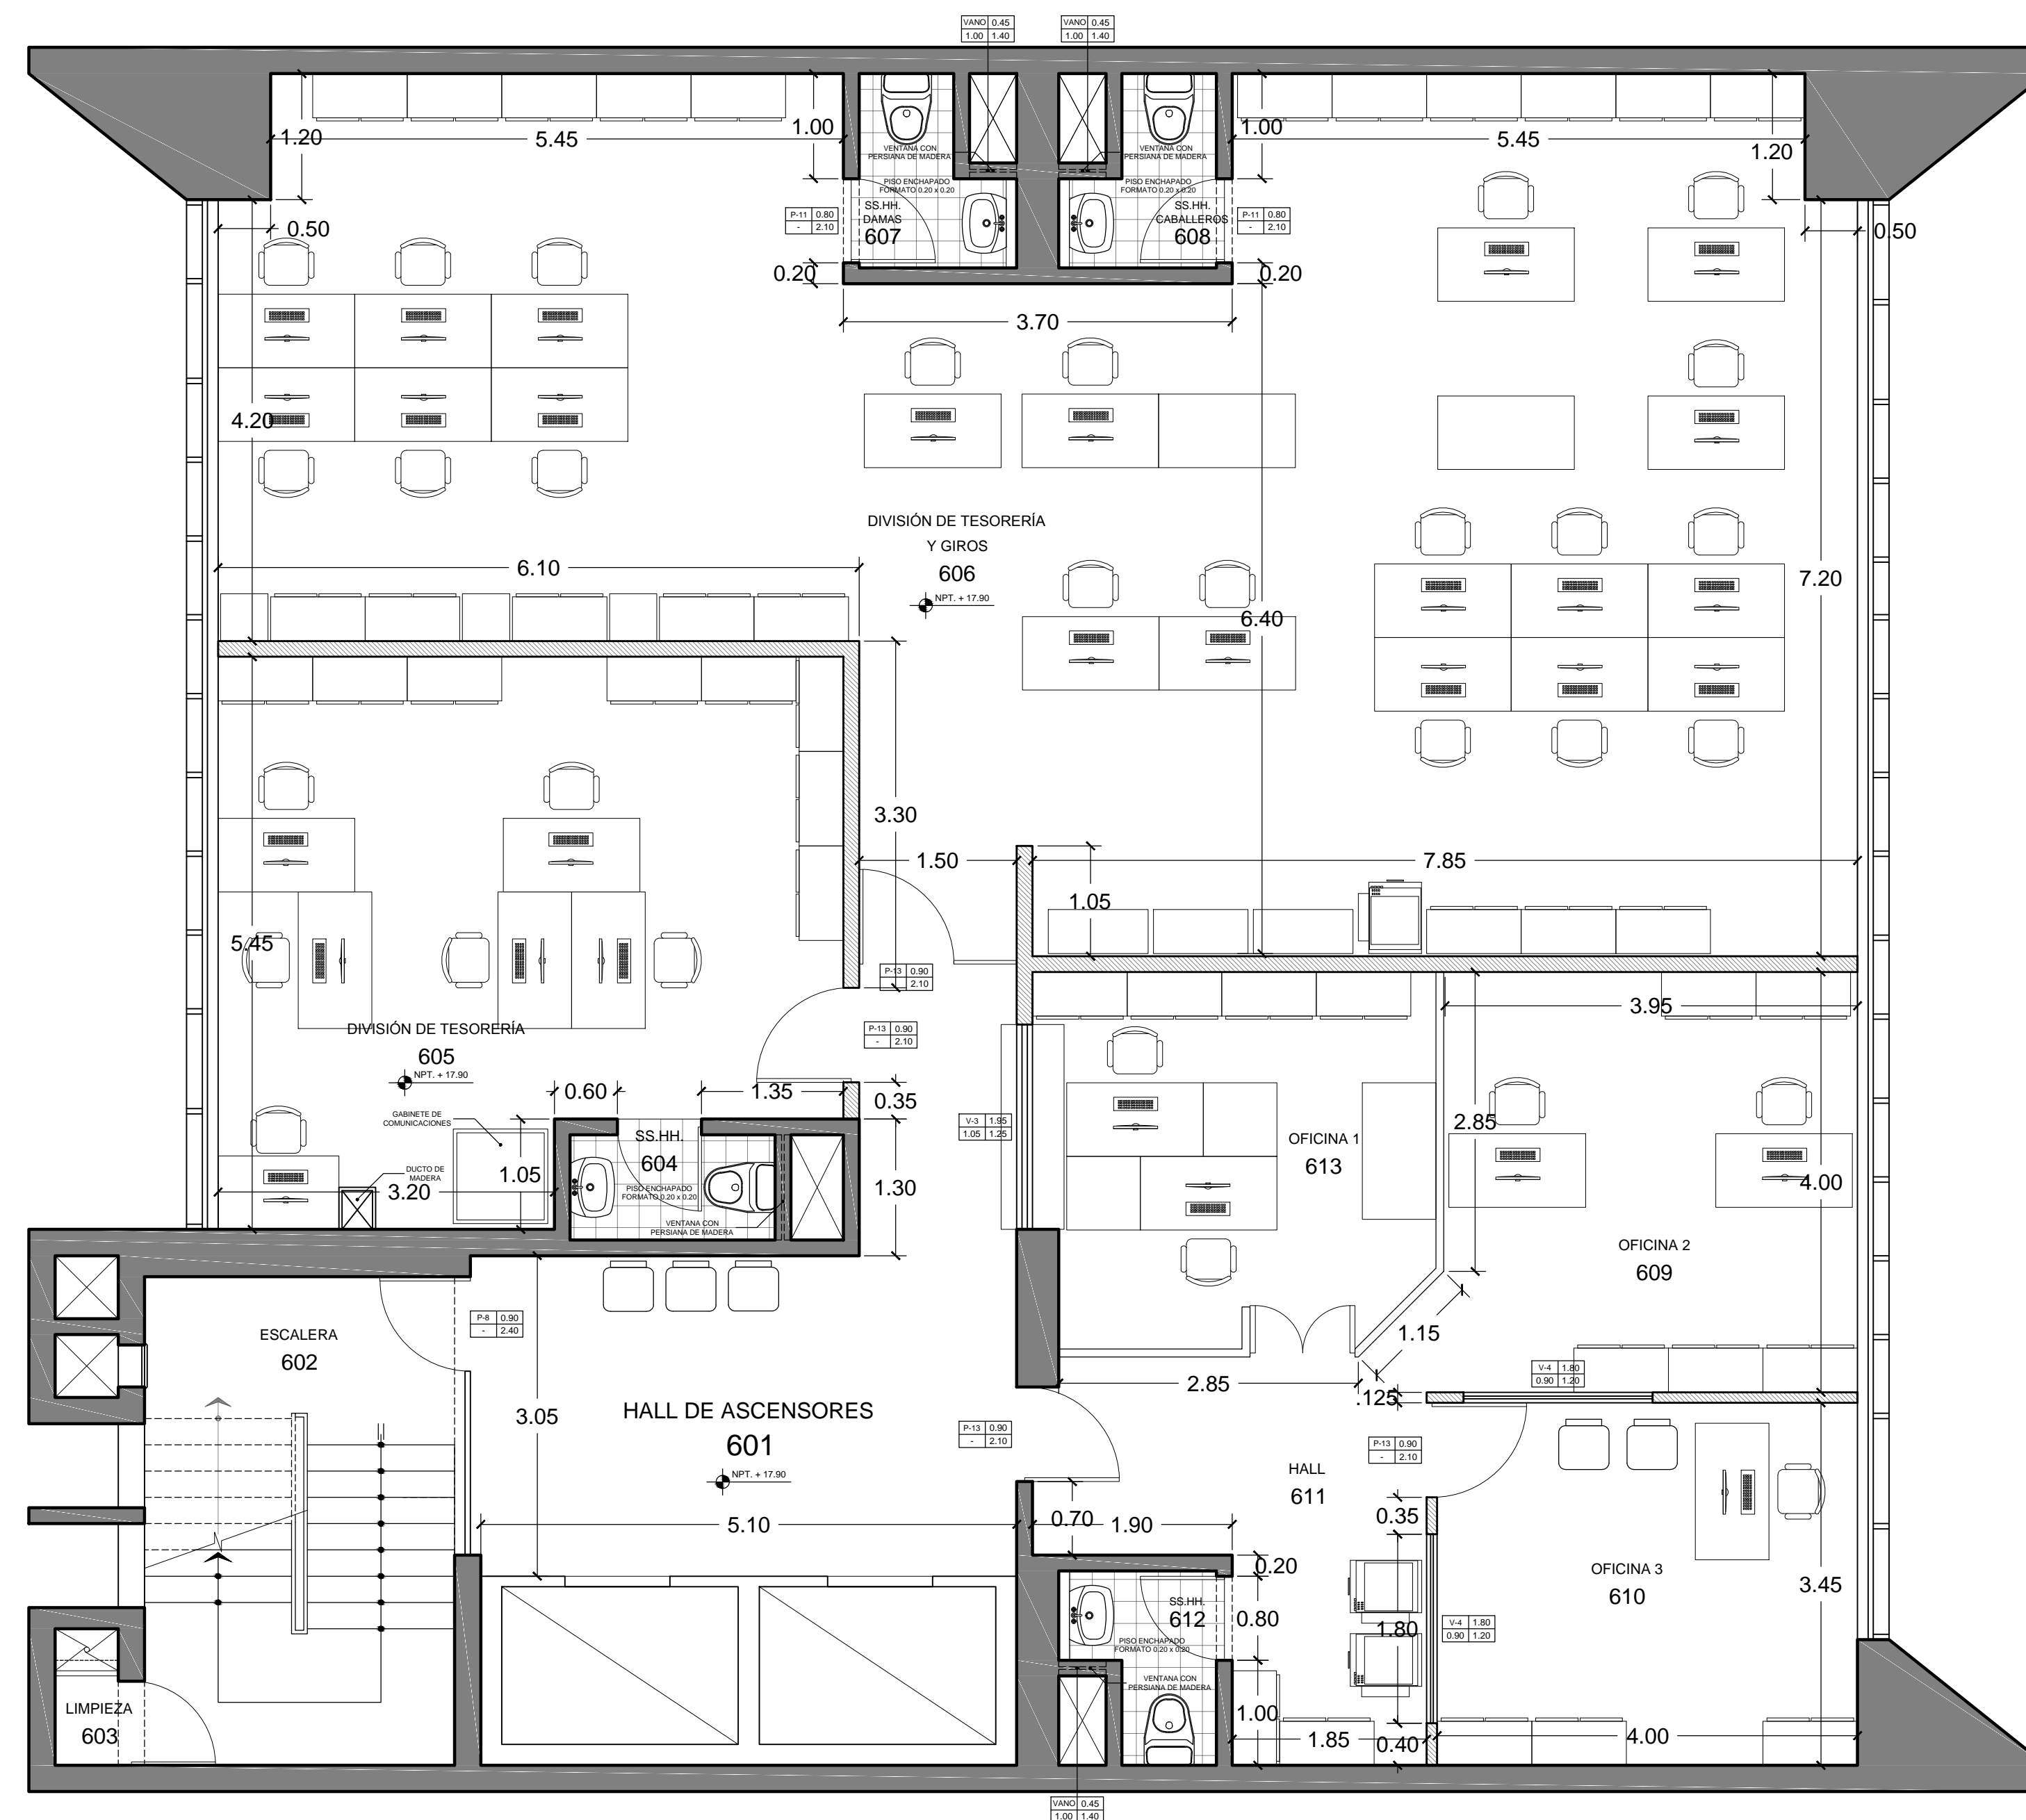 VANO 0.45
1.00 1.40
VANO 0.45
1.00 1.40
1.20
5.45
1.00
VENTANA CON
PERSIANA DE MADERA
VENTANA CON
PERSIANA DE MADERA
1.00
5.45
1.20
PISO ENCHAPADO
FORMATO 0.20 x 0.20
PISO ENCHAPADO
FORMATO 0.20 x 0.20
P-11 0.80
- 2.10
SS.HH.
DAMAS
607
SS.HH.
CABALLEROS
608
P-11 0.80
- 2.10
0.50
0.50
0.20
0.20
3.70
4.20
DIVISIÓN DE TESORERÍA
Y GIROS
606
NPT. + 17.90
6.10
7.20
6.40
3.30
1.50
7.85
1.05
5.45
P-13 0.90
- 2.10
P-13 0.90
- 2.10
3.95
DIVISIÓN DE TESORERÍA
605
NPT. + 17.90
0.60
1.35
0.35
GABINETE DE
COMUNICACIONES
V-3 1.95
1.05 1.25
2.85
SS.HH.
604
OFICINA 1
613
DUCTO DE
MADERA
1.05
3.20
PISO ENCHAPADO
FORMATO 0.20 x 0.20
1.30
4.00
VENTANA CON
PERSIANA DE MADERA
OFICINA 2
609
P-8 0.90
- 2.40
ESCALERA
602
1.15
V-4 1.80
0.90 1.20
2.85
.125
3.05
HALL DE ASCENSORES
601
NPT. + 17.90
P-13 0.90
- 2.10
P-13 0.90
- 2.10
HALL
611
5.10
0.70
1.90
0.35
0.20
OFICINA 3
610
3.45
SS.HH.
612
0.80
1.80
V-4 1.80
0.90 1.20
PISO ENCHAPADO
FORMATO 0.20 x 0.20
VENTANA CON
PERSIANA DE MADERA
LIMPIEZA
603
1.00
1.85
0.40
4.00
VANO 0.45
1.00 1.40